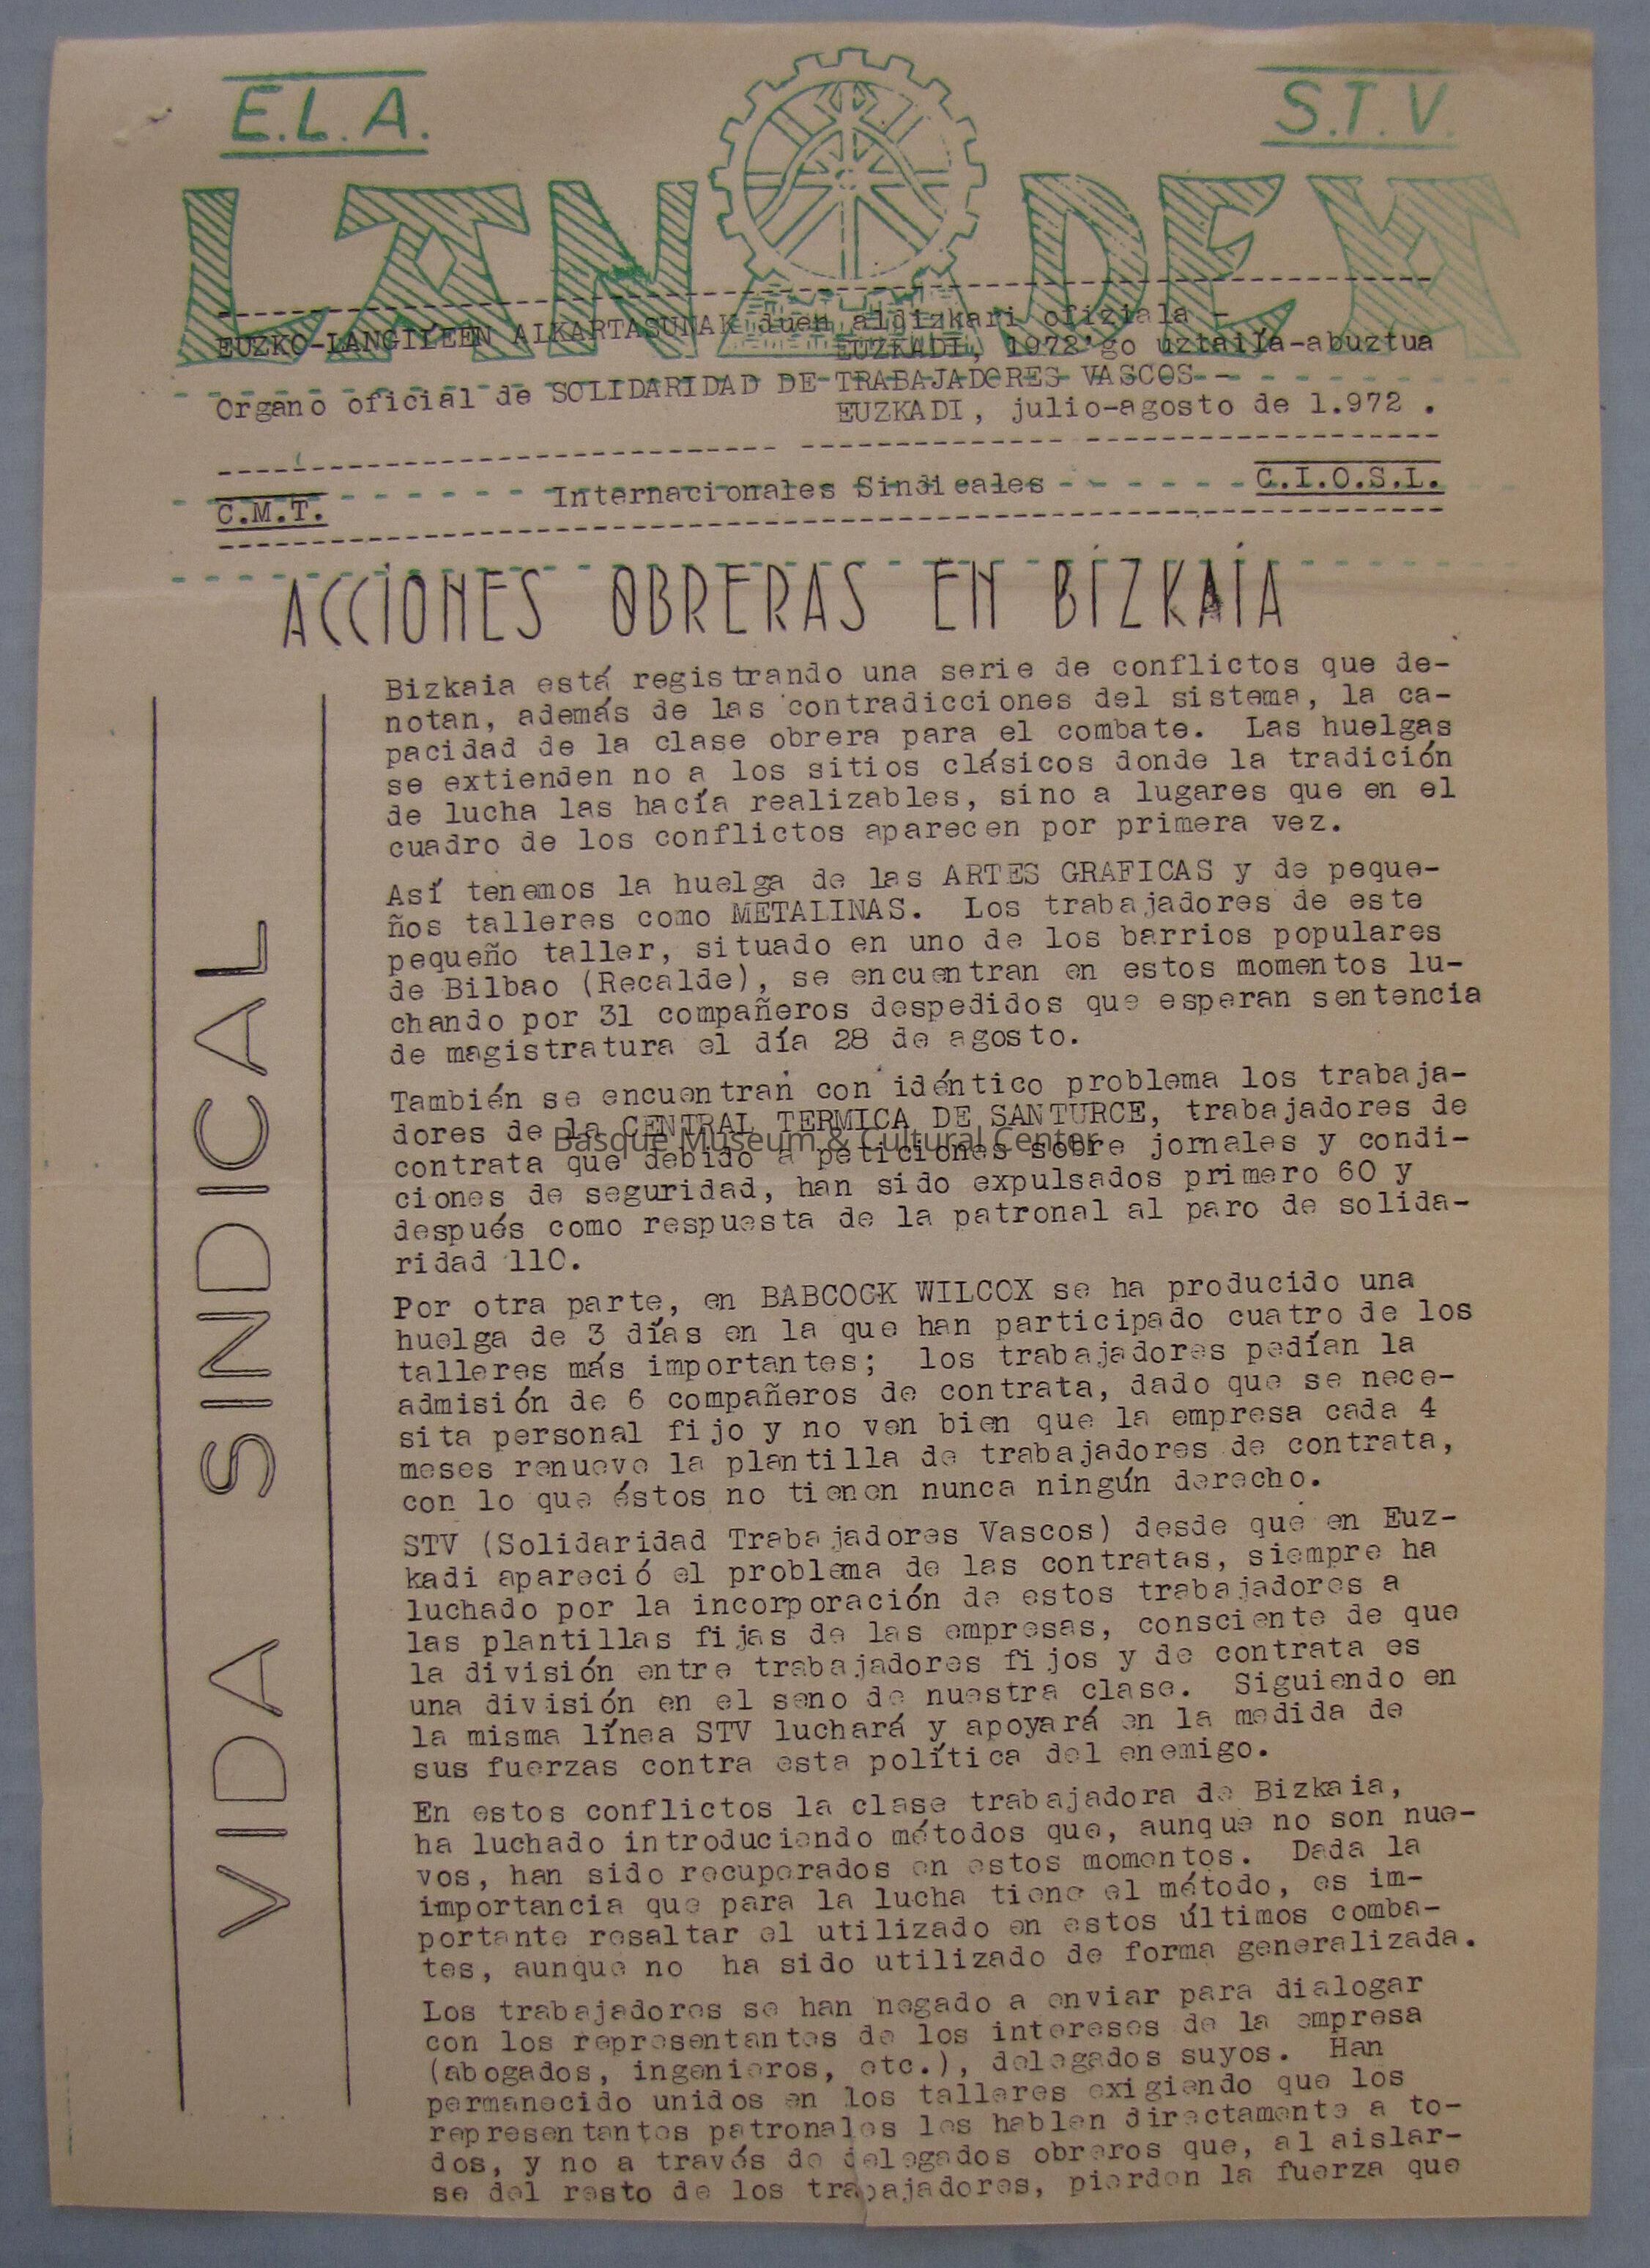 E.L.A.
S.T.V.
LAN DEYA
EUZKO-LANGILEEN ALKARTASUNAK duen aldizkari ofiziala -
EUZKADI, 1972'go uztaila-abuztua
Organo oficial de SOLIDARIDAD DE TRABAJADORES VASCOS -
EUZKADI, julio-agosto de 1.972 .
C.M.T. Internacionales Sindicales C.I.O.S.L.
ACCIONES OBRERAS EN BIZKAIA
VIDA SINDICAL
Bizkaia está registrando una serie de conflictos que de-
notan, además de las contradicciones del sistema, la ca-
pacidad de la clase obrera para el combate. Las huelgas
se extienden no a los sitios clásicos donde la tradición
de lucha las hacía realizables, sino a lugares que en el
cuadro de los conflictos aparecen por primera vez.
Así tenemos la huelga de las ARTES GRAFICAS y de peque-
ños talleres como METALINAS. Los trabajadores de este
pequeño taller, situado en uno de los barrios populares
de Bilbao (Recalde), se encuentran en estos momentos lu-
chando por 31 compañeros despedidos que esperan sentencia
de magistratura el día 28 de agosto.
También se encuentran con idéntico problema los trabaja-
dores de la CENTRAL TERMICA DE SANTURCE, trabajadores de
Basque Museum & Cultural Center
contrata que debido a peticiones sobre jornales y condi-
ciones de seguridad, han sido expulsados primero 60 y
después como respuesta de la patronal al paro de solida-
ridad 110.
Por otra parte, en BABCOCK WILCOX se ha producido una
huelga de 3 días en la que han participado cuatro de los
talleres más importantes; los trabajadores pedían la
admisión de 6 compañeros de contrata, dado que se nece-
sita personal fijo y no ven bien que la empresa cada 4
meses renueve la plantilla de trabajadores de contrata,
con lo que éstos no tienen nunca ningún derecho.
STV (Solidaridad Trabajadores Vascos) desde que en Euz-
kadi apareció el problema de las contratas, siempre ha
luchado por la incorporación de estos trabajadores a
las plantillas fijas de las empresas, consciente de que
la división entre trabajadores fijos y de contrata es
una división en el seno de nuestra clase. Siguiendo en
la misma línea STV luchará y apoyará en la medida de
sus fuerzas contra esta política del enemigo.
En estos conflictos la clase trabajadora de Bizkaia,
ha luchado introduciendo métodos que, aunque no son nue-
vos, han sido recuperados en estos momentos. Dada la
importancia que para la lucha tiene el método, es im-
portante resaltar el utilizado en estos últimos comba-
tes, aunque no ha sido utilizado de forma generalizada.
Los trabajadores se han negado a enviar para dialogar
con los representantes de los intereses de la empresa
(abogados, ingenieros, etc.), delegados suyos. Han
permanecido unidos en los talleres exigiendo que los
representantes patronales les hablen directamente a to-
dos, y no a través de delegados obreros que, al aislar-
se del resto de los trabajadores, pierden la fuerza que